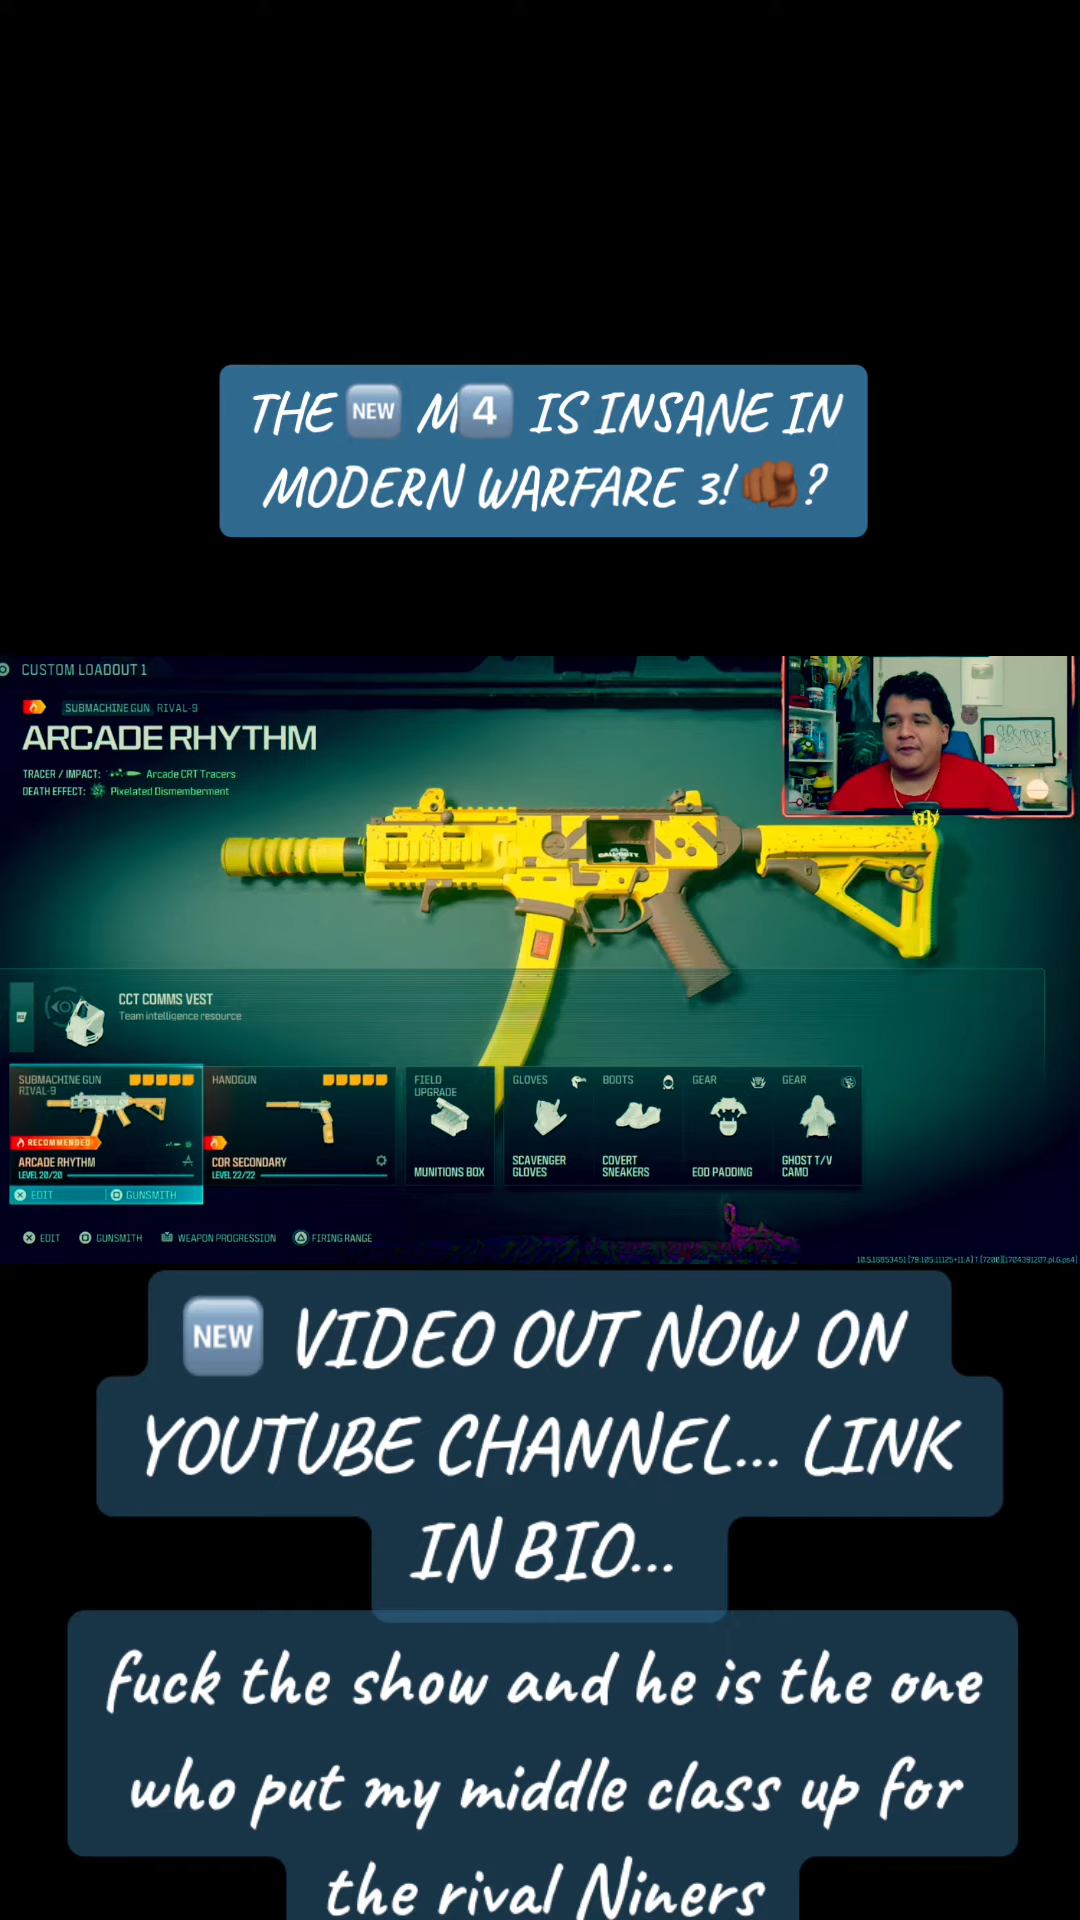 THE NEW M4 IS INSANE IN
MODERN WARFARE 3!?
CUSTOM LOADOUT 1
SUBMACHINE GUN RIVAL-9
ARCADE RHYTHM
TRACER / IMPACT: Arcade CRT Tracers
DEATH EFFECT: Pixelated Dismemberment
CALL OF DUTY
CCT COMMS VEST
Team intelligence resource
SUBMACHINE GUN
RIVAL-9
RECOMMENDED
ARCADE RHYTHM
LEVEL 20/20
EDIT GUNSMITH
HANDGUN
COR SECONDARY
LEVEL 22/22
FIELD
UPGRADE
MUNITIONS BOX
GLOVES
SCAVENGER
GLOVES
BOOTS
COVERT
SNEAKERS
GEAR
EOD PADDING
GEAR
GHOST T/V
CAMO
EDIT GUNSMITH WEAPON PROGRESSION FIRING RANGE
NEW VIDEO OUT NOW ON
YOUTUBE CHANNEL... LINK
IN BIO...
fuck the show and he is the one
who put my middle class up for
the rival Niners